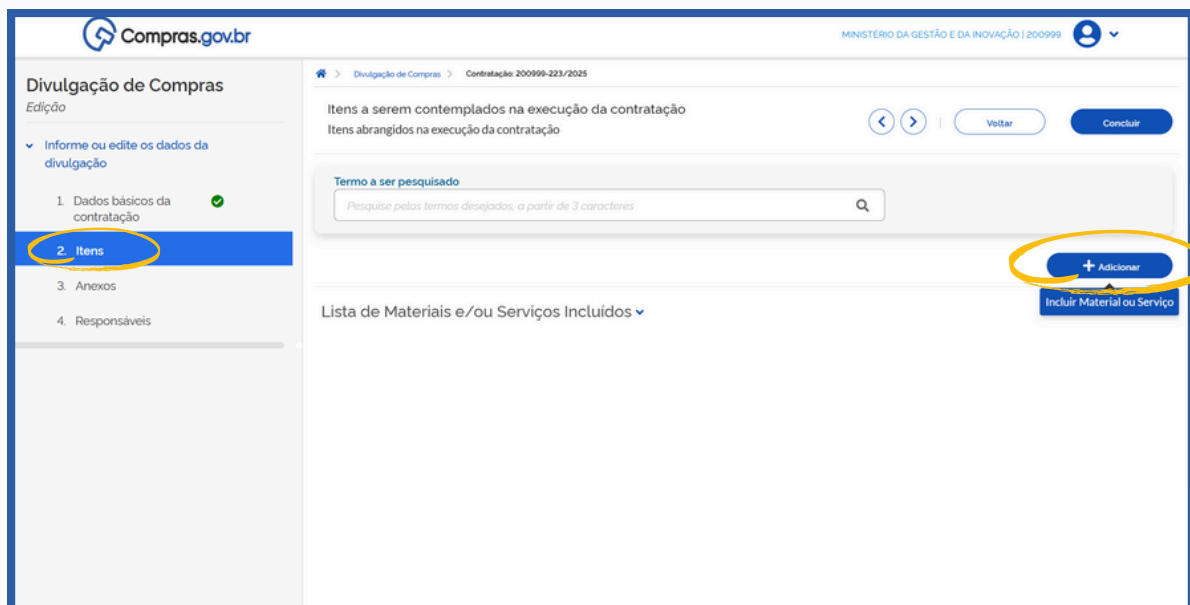 Compras.gov.br
MINISTÉRIO DA GESTÃO E DA INOVAÇÃO | 200999
Divulgação de Compras
Edição
Informe ou edite os dados da
divulgação
1. Dados básicos da
contratação
2. Itens
3. Anexos
4. Responsáveis
> Divulgação de Compras > Contratação: 200999-223/2025
Itens a serem contemplados na execução da contratação
Itens abrangidos na execução da contratação
Voltar
Concluir
Termo a ser pesquisado
Pesquise pelos termos desejados, a partir de 3 caracteres
+ Adicionar
Incluir Material ou Serviço
Lista de Materiais e/ou Serviços Incluídos